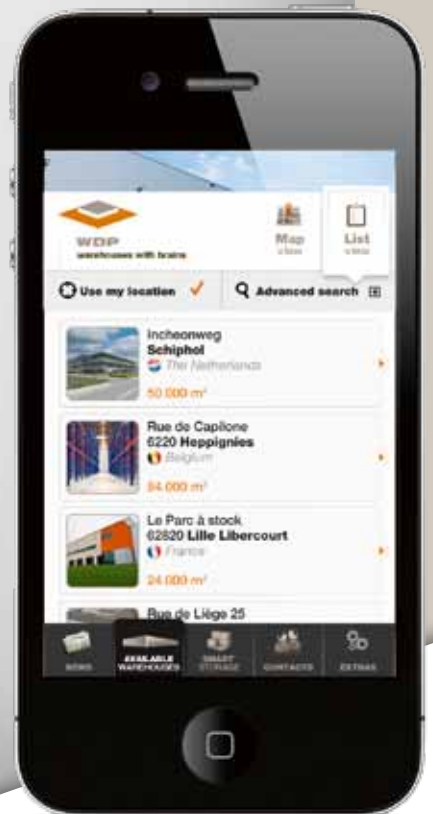 WDP
warehouses with brains
Map
view
List
view
Use my location
Advanced search
Incheonweg
Schiphol
The Netherlands
50.000 m²
Rue de Capilone
6220 Heppignies
Belgium
54.000 m²
Le Parc à stock
62820 Lille Libercourt
France
24.000 m²
Rue de Liège 25
NEWS
AVAILABLE
WAREHOUSES
SMART
STORAGE
CONTACTS
EXTRAS